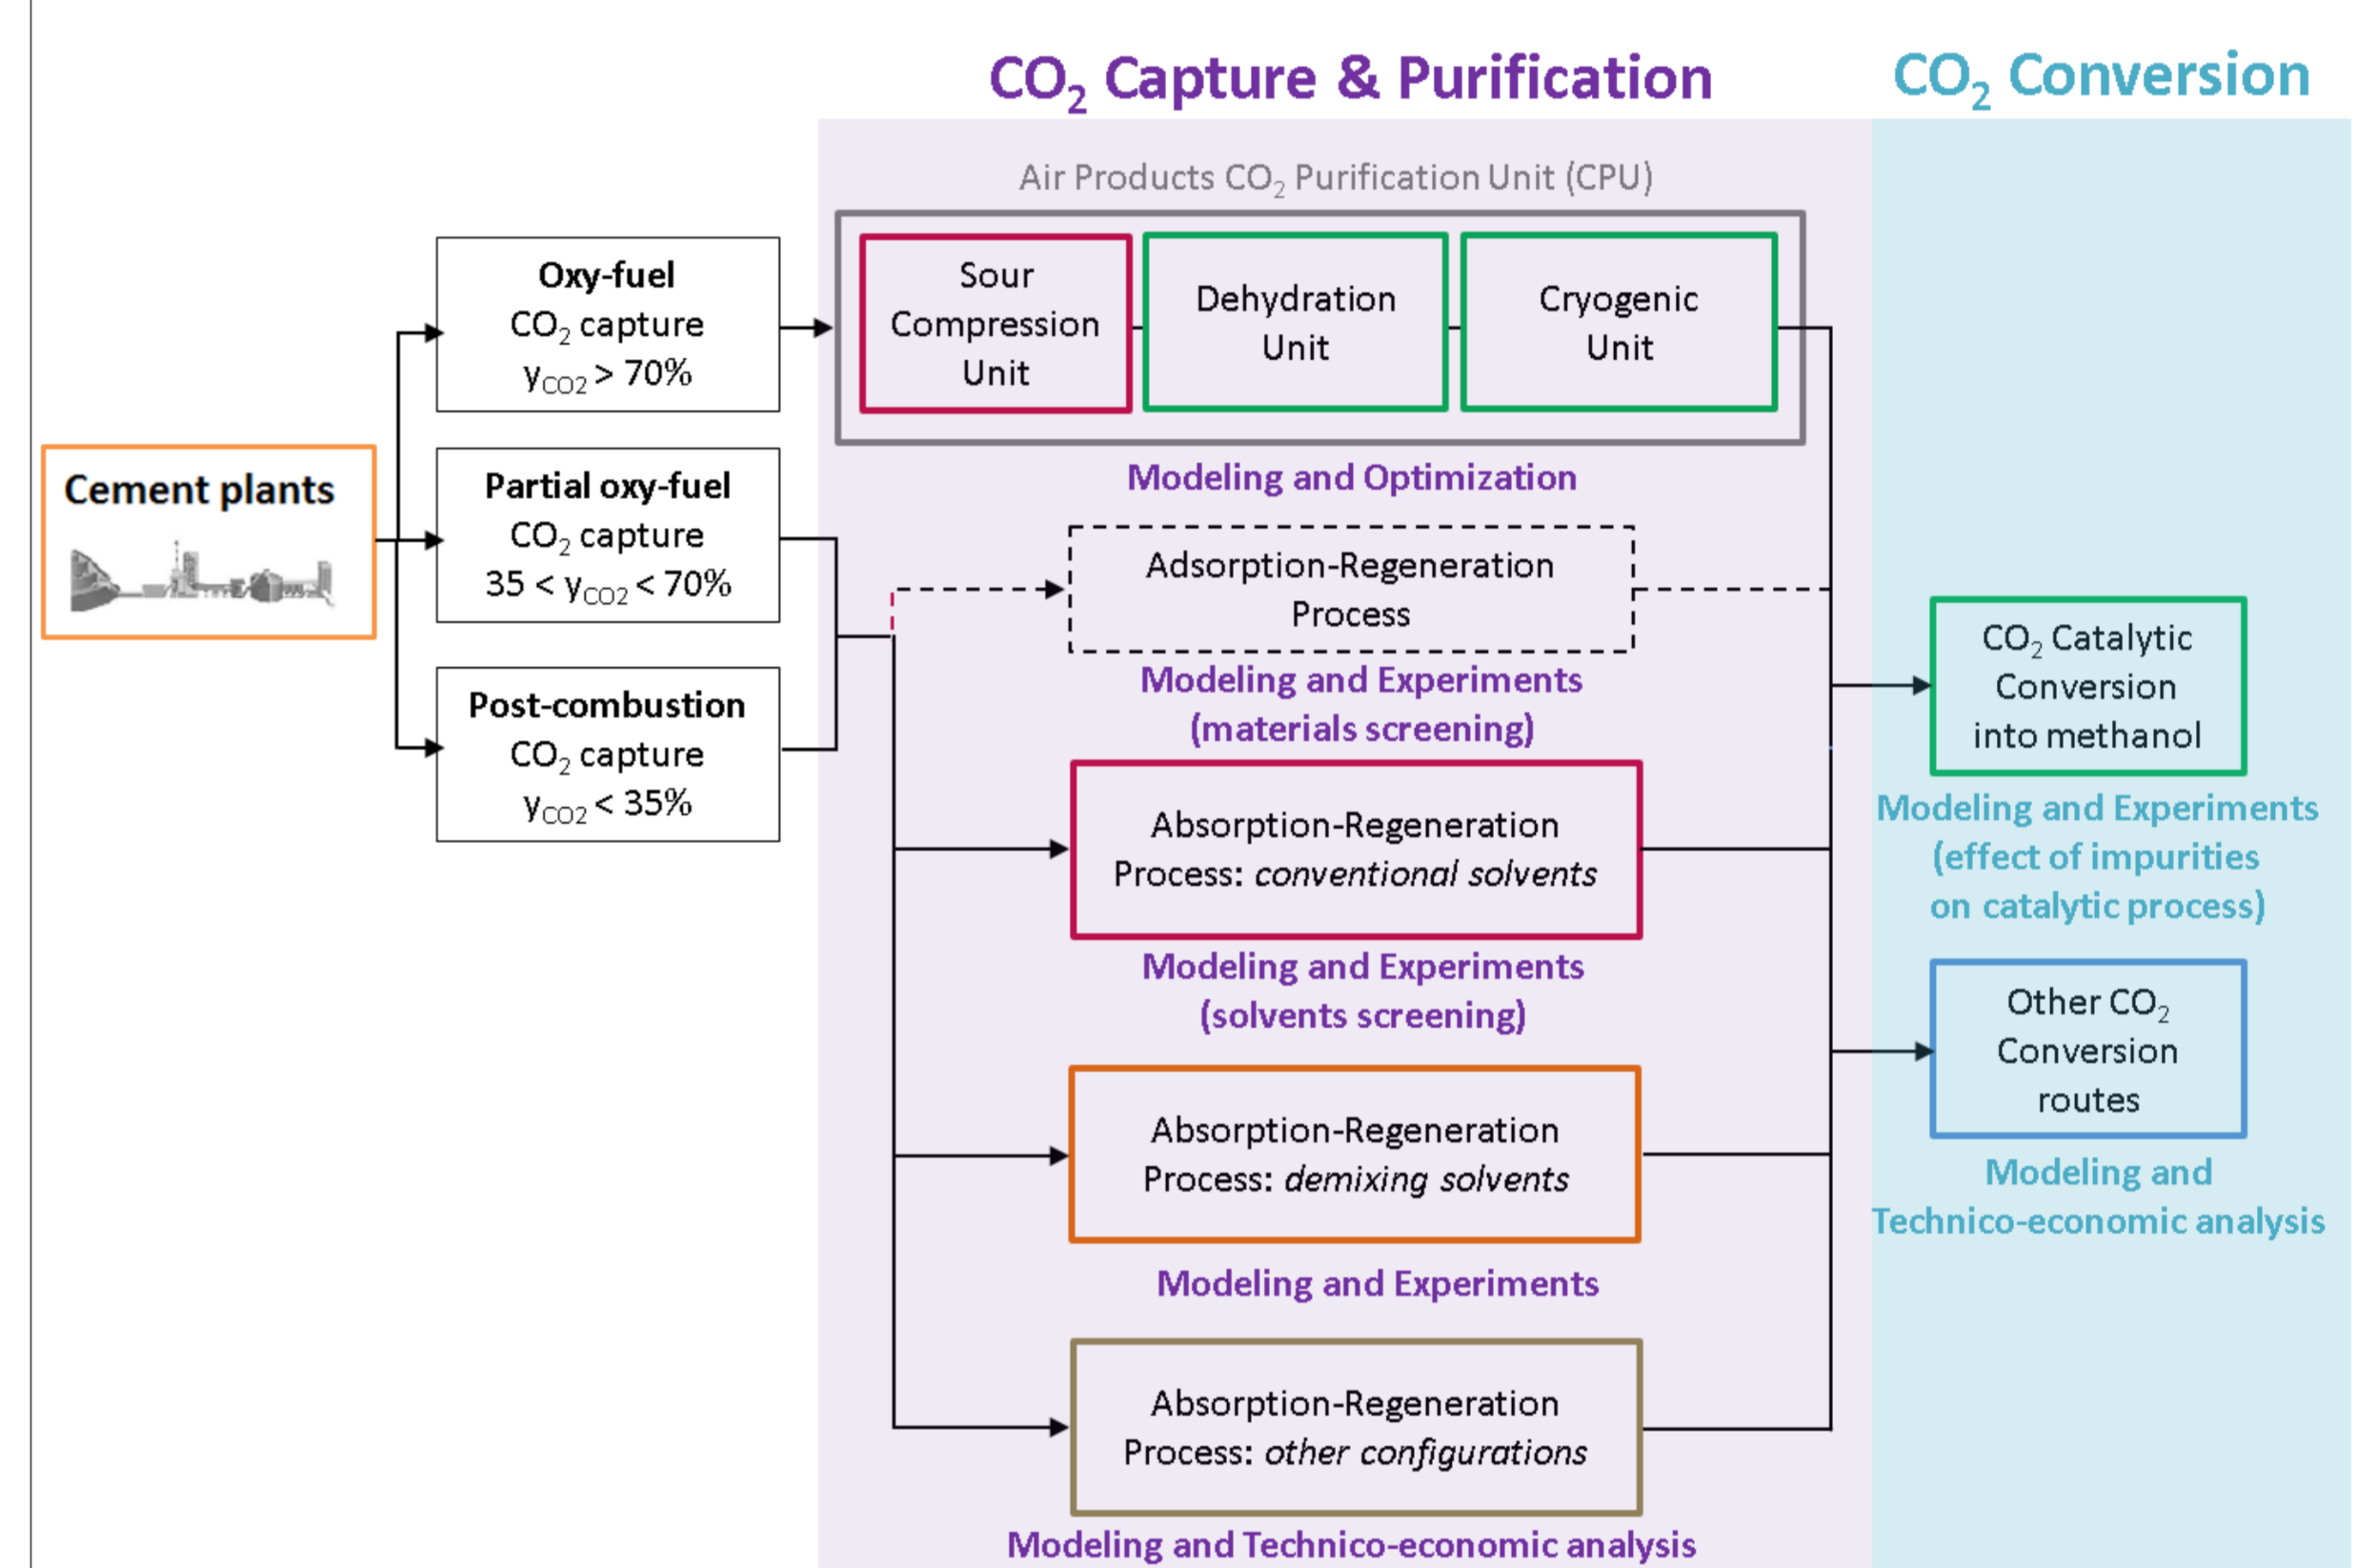 CO₂ Capture & Purification
CO₂ Conversion
Air Products CO₂ Purification Unit (CPU)
Oxy-fuel
CO₂ capture
y_CO2 > 70%
Sour
Compression
Unit
Dehydration
Unit
Cryogenic
Unit
Modeling and Optimization
Cement plants
Partial oxy-fuel
CO₂ capture
35 < y_CO2 < 70%
Adsorption-Regeneration
Process
Modeling and Experiments
(materials screening)
Post-combustion
CO₂ capture
y_CO2 < 35%
Absorption-Regeneration
Process: conventional solvents
Modeling and Experiments
(solvents screening)
Absorption-Regeneration
Process: demixing solvents
Modeling and Experiments
Absorption-Regeneration
Process: other configurations
Modeling and Technico-economic analysis
CO₂ Catalytic
Conversion
into methanol
Modeling and Experiments
(effect of impurities
on catalytic process)
Other CO₂
Conversion
routes
Modeling and
Technico-economic analysis